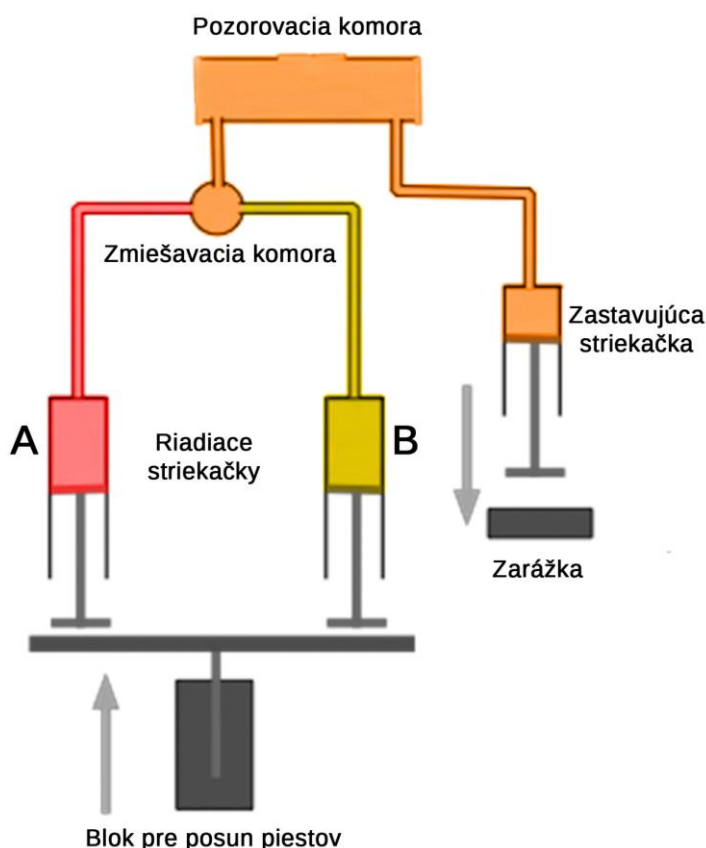 Pozorovacia komora
Zmiešavacia komora
Zastavujúca
striekačka
A
Riadiace
striekačky
B
Zarážka
Blok pre posun piestov